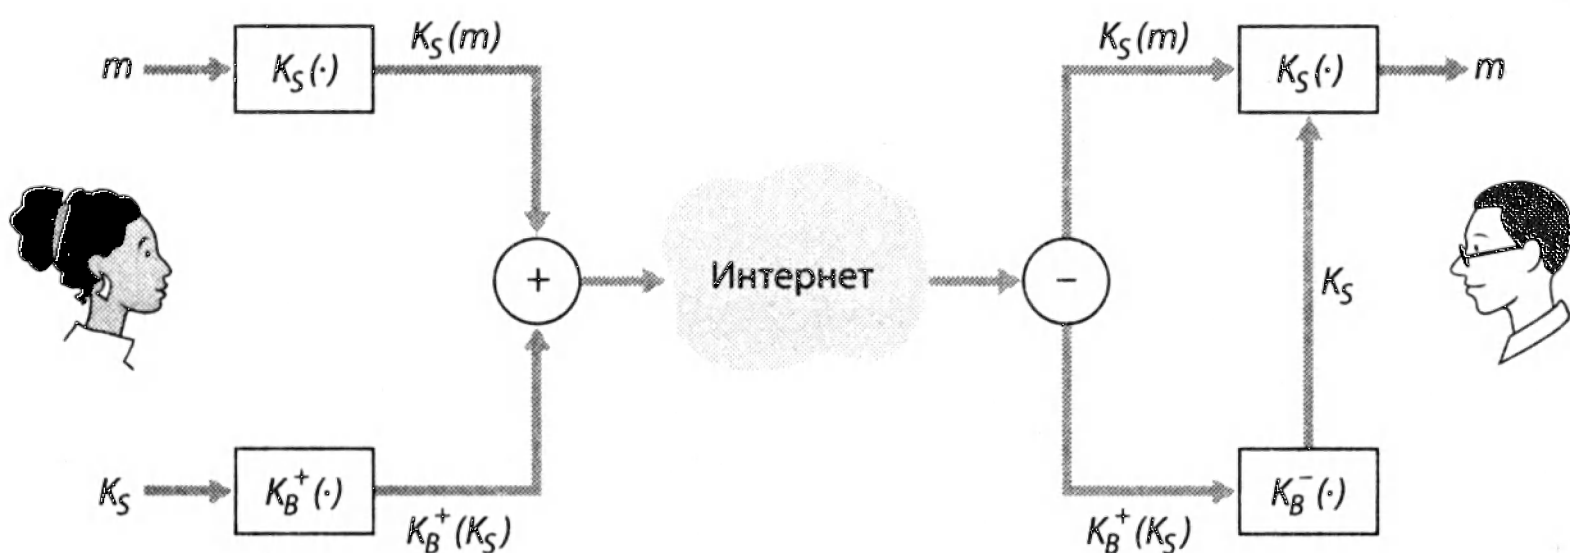 m
K_S(·)
K_S(m)
K_S(m)
K_S(·)
m
+
Интернет
−
K_S
K_S
K_B^+(·)
K_B^+(K_S)
K_B^+(K_S)
K_B^−(·)